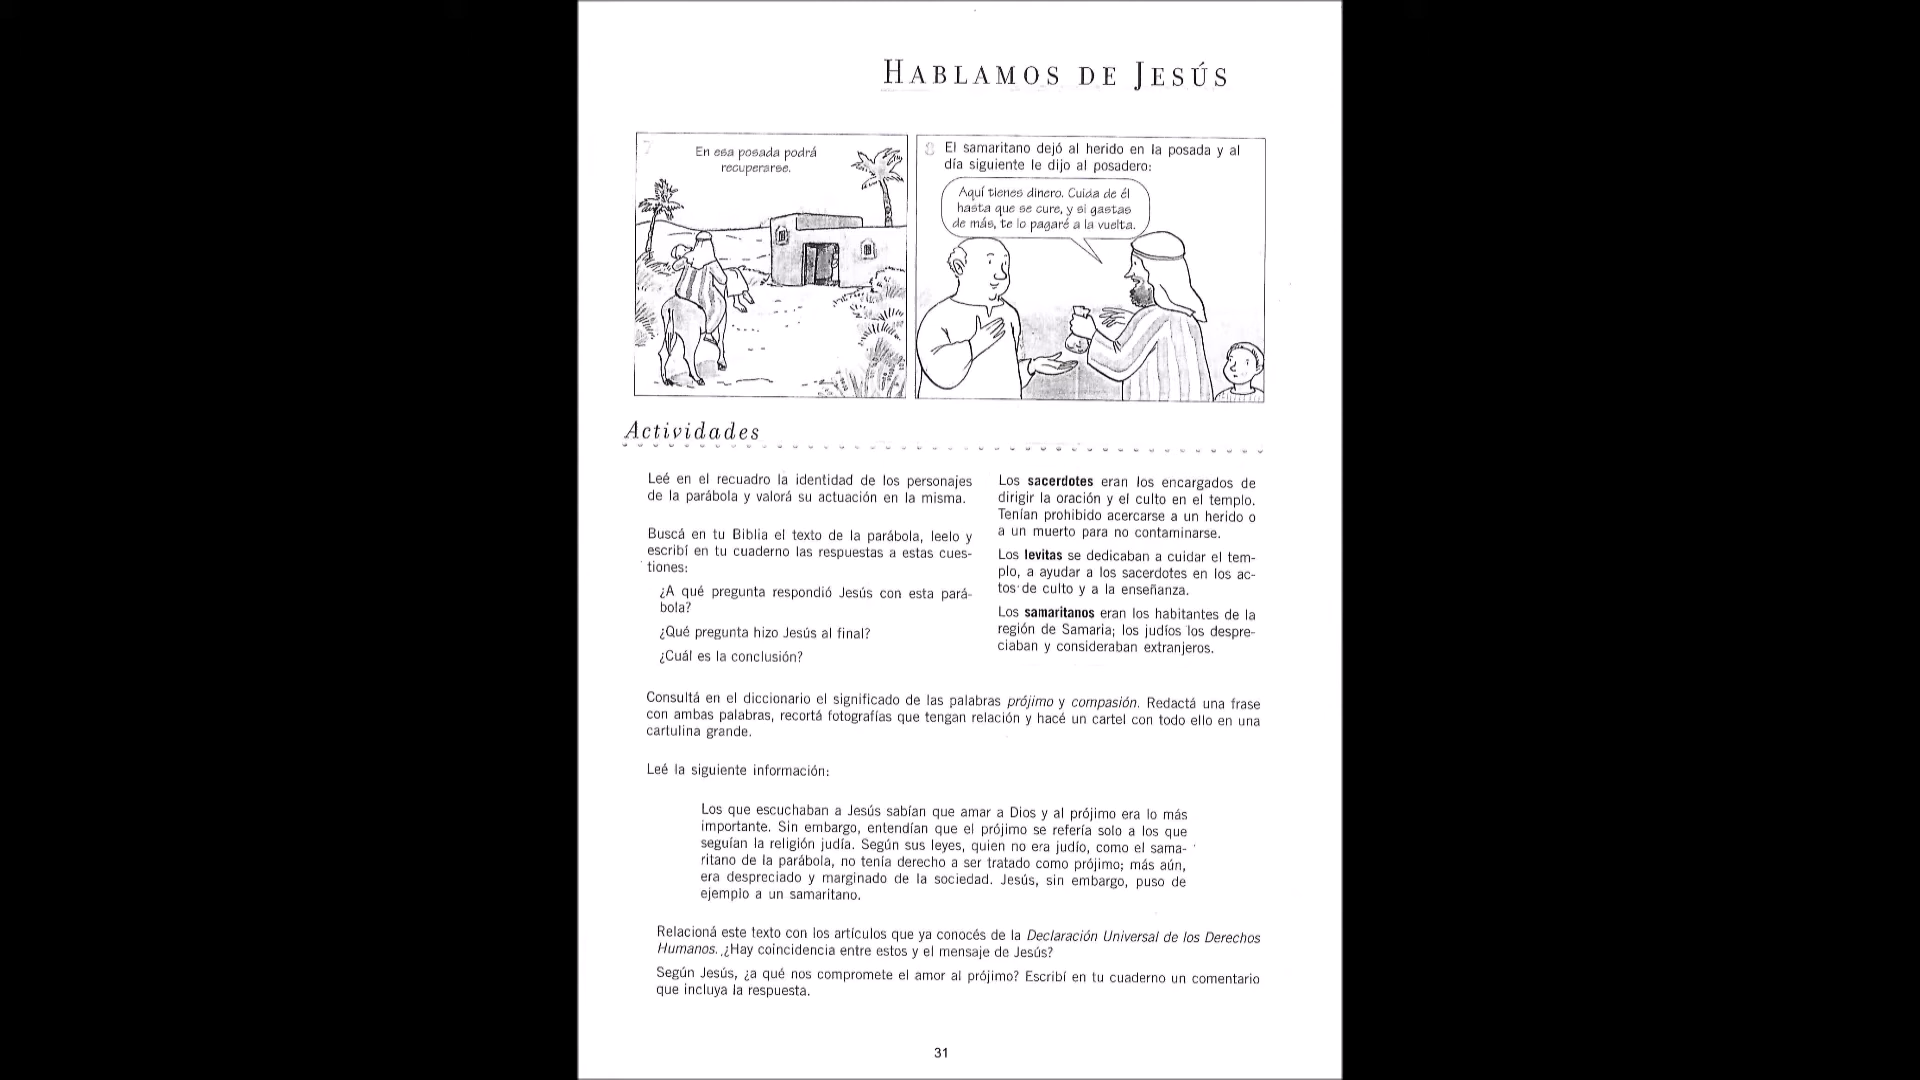 HABLAMOS DE JESÚS
7
En esa posada podrá
recuperarse.
8 El samaritano dejó al herido en la posada y al
día siguiente le dijo al posadero:
Aquí tienes dinero. Cuida de él
hasta que se cure, y si gastas
de más, te lo pagaré a la vuelta.
Actividades
Leé en el recuadro la identidad de los personajes
de la parábola y valorá su actuación en la misma.
Buscá en tu Biblia el texto de la parábola, leelo y
escribí en tu cuaderno las respuestas a estas cues-
tiones:
¿A qué pregunta respondió Jesús con esta pará-
bola?
¿Qué pregunta hizo Jesús al final?
¿Cuál es la conclusión?
Los sacerdotes eran los encargados de
dirigir la oración y el culto en el templo.
Tenían prohibido acercarse a un herido o
a un muerto para no contaminarse.
Los levitas se dedicaban a cuidar el tem-
plo, a ayudar a los sacerdotes en los ac-
tos de culto y a la enseñanza.
Los samaritanos eran los habitantes de la
región de Samaria; los judíos los despre-
ciaban y consideraban extranjeros.
Consultá en el diccionario el significado de las palabras prójimo y compasión. Redactá una frase
con ambas palabras, recortá fotografías que tengan relación y hacé un cartel con todo ello en una
cartulina grande.
Leé la siguiente información:
Los que escuchaban a Jesús sabían que amar a Dios y al prójimo era lo más
importante. Sin embargo, entendían que el prójimo se refería solo a los que
seguían la religión judía. Según sus leyes, quien no era judío, como el sama-
ritano de la parábola, no tenía derecho a ser tratado como prójimo; más aún,
era despreciado y marginado de la sociedad. Jesús, sin embargo, puso de
ejemplo a un samaritano.
Relacioná este texto con los artículos que ya conocés de la Declaración Universal de los Derechos
Humanos. ¿Hay coincidencia entre estos y el mensaje de Jesús?
Según Jesús, ¿a qué nos compromete el amor al prójimo? Escribí en tu cuaderno un comentario
que incluya la respuesta.
31